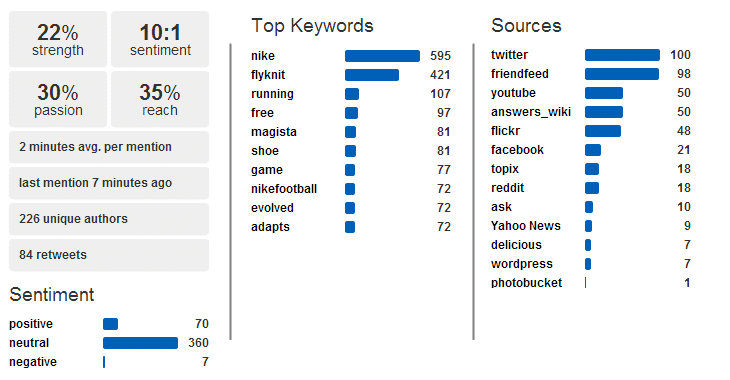 22% 10:1
strength sentiment
30% 35%
passion reach
2 minutes avg. per mention
last mention 7 minutes ago
226 unique authors
84 retweets
Sentiment
positive 70
neutral 360
negative 7
Top Keywords
nike 595
flyknit 421
running 107
free 97
magista 81
shoe 81
game 77
nikefootball 72
evolved 72
adapts 72
Sources
twitter 100
friendfeed 98
youtube 50
answers_wiki 50
flickr 48
facebook 21
topix 18
reddit 18
ask 10
Yahoo News 9
delicious 7
wordpress 7
photobucket 1